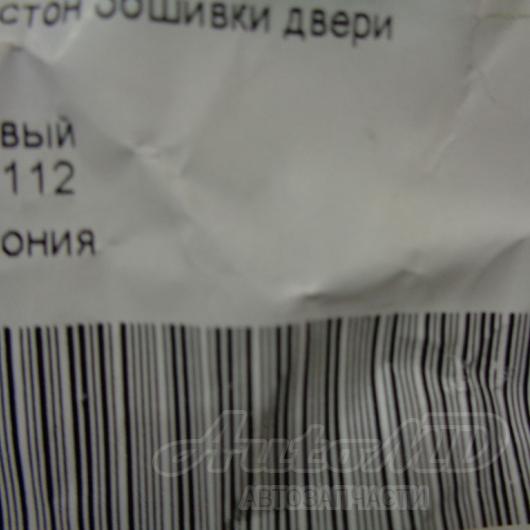 стон Обшивки двери
вый
112
ония
AutoMD
АВТОЗАПЧАСТИ